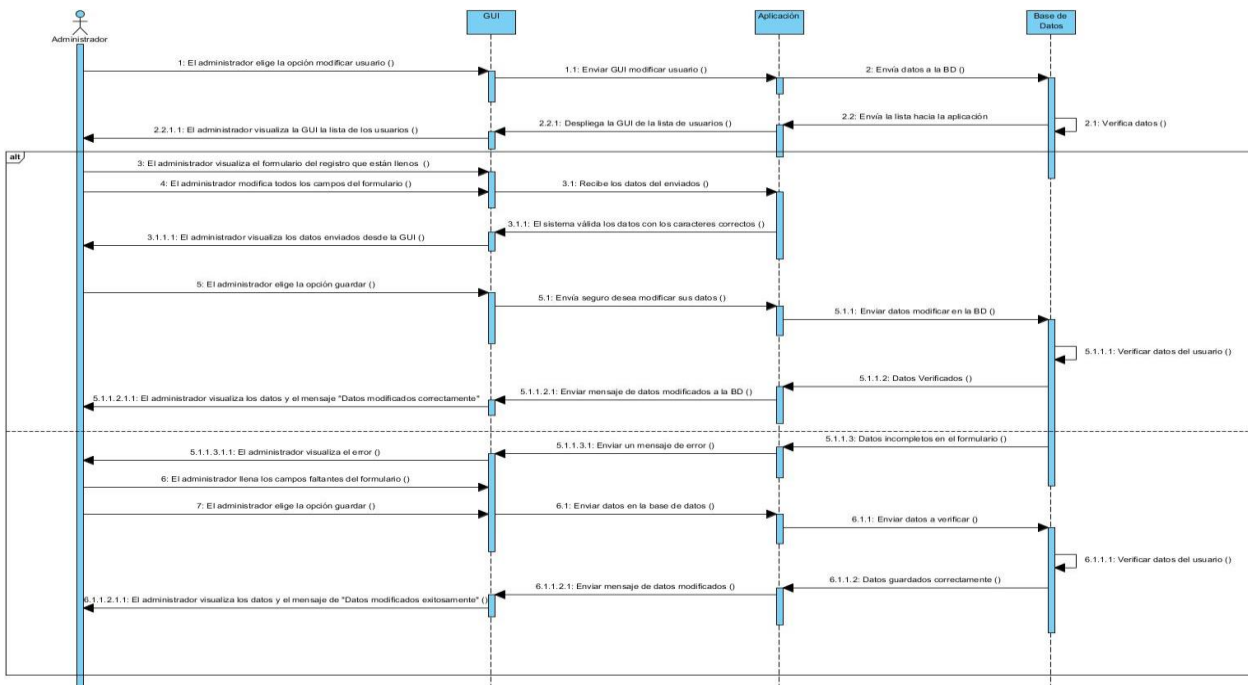 Administrador
GUI
Aplicación
Base de
Datos
1: El administrador elige la opción modificar usuario ()
1.1: Enviar GUI modificar usuario ()
2: Envía datos a la BD ()
2.1: Verifica datos ()
2.2: Envía la lista hacia la aplicación
2.2.1: Despliega la GUI de la lista de usuarios ()
2.2.1.1: El administrador visualiza la GUI la lista de los usuarios ()
alt
3: El administrador visualiza el formulario del registro que están llenos ()
4: El administrador modifica todos los campos del formulario ()
3.1: Recibe los datos del enviados ()
3.1.1: El sistema válida los datos con los caracteres correctos ()
3.1.1.1: El administrador visualiza los datos enviados desde la GUI ()
5: El administrador elige la opción guardar ()
5.1: Envía seguro desea modificar sus datos ()
5.1.1: Enviar datos modificar en la BD ()
5.1.1.1: Verificar datos del usuario ()
5.1.1.2: Datos Verificados ()
5.1.1.2.1: Enviar mensaje de datos modificados a la BD ()
5.1.1.2.1.1: El administrador visualiza los datos y el mensaje "Datos modificados correctamente"
5.1.1.3: Datos incompletos en el formulario ()
5.1.1.3.1: Enviar un mensaje de error ()
5.1.1.3.1.1: El administrador visualiza el error ()
6: El administrador llena los campos faltantes del formulario ()
7: El administrador elige la opción guardar ()
6.1: Enviar datos en la base de datos ()
6.1.1: Enviar datos a verificar ()
6.1.1.1: Verificar datos del usuario ()
6.1.1.2: Datos guardados correctamente ()
6.1.1.2.1: Enviar mensaje de datos modificados ()
6.1.1.2.1.1: El administrador visualiza los datos y el mensaje de "Datos modificados exitosamente" ()